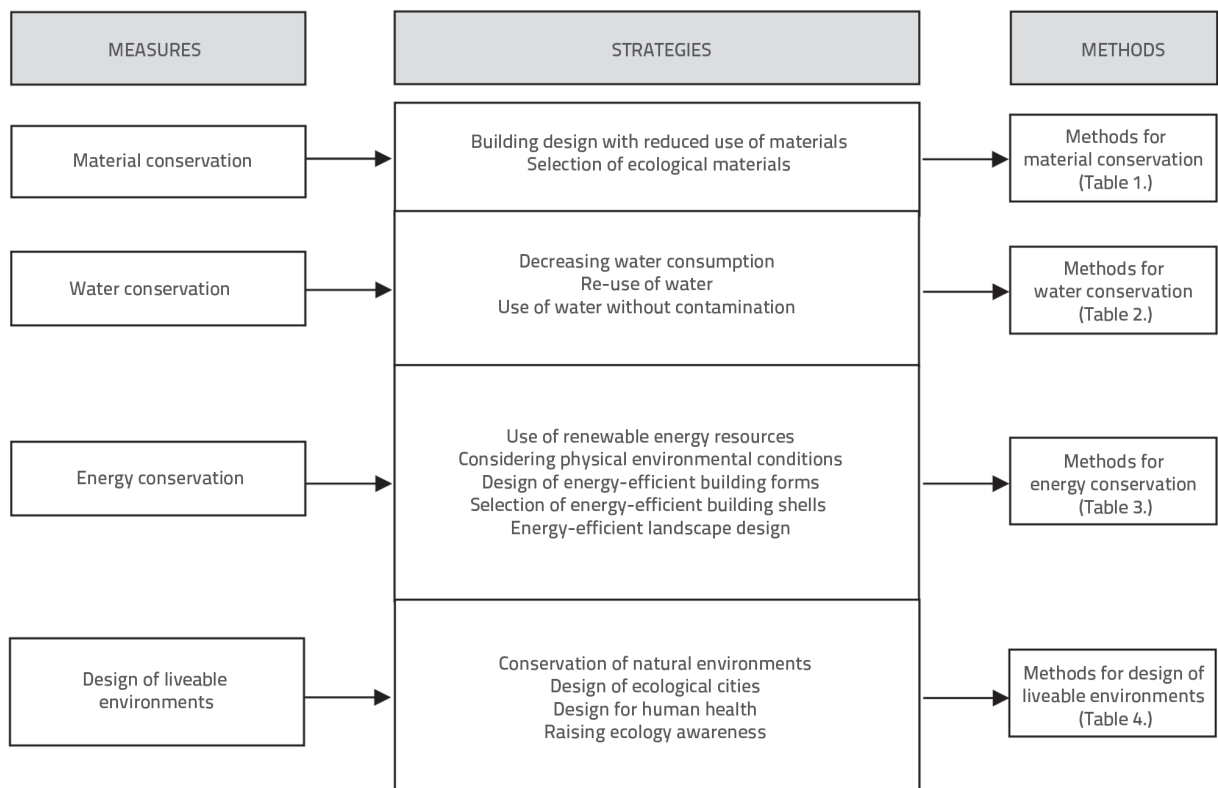 MEASURES
STRATEGIES
METHODS
Material conservation
Building design with reduced use of materials
Selection of ecological materials
Methods for
material conservation
(Table 1.)
Water conservation
Decreasing water consumption
Re-use of water
Use of water without contamination
Methods for
water conservation
(Table 2.)
Energy conservation
Use of renewable energy resources
Considering physical environmental conditions
Design of energy-efficient building forms
Selection of energy-efficient building shells
Energy-efficient landscape design
Methods for
energy conservation
(Table 3.)
Design of liveable
environments
Conservation of natural environments
Design of ecological cities
Design for human health
Raising ecology awareness
Methods for design of
liveable environments
(Table 4.)